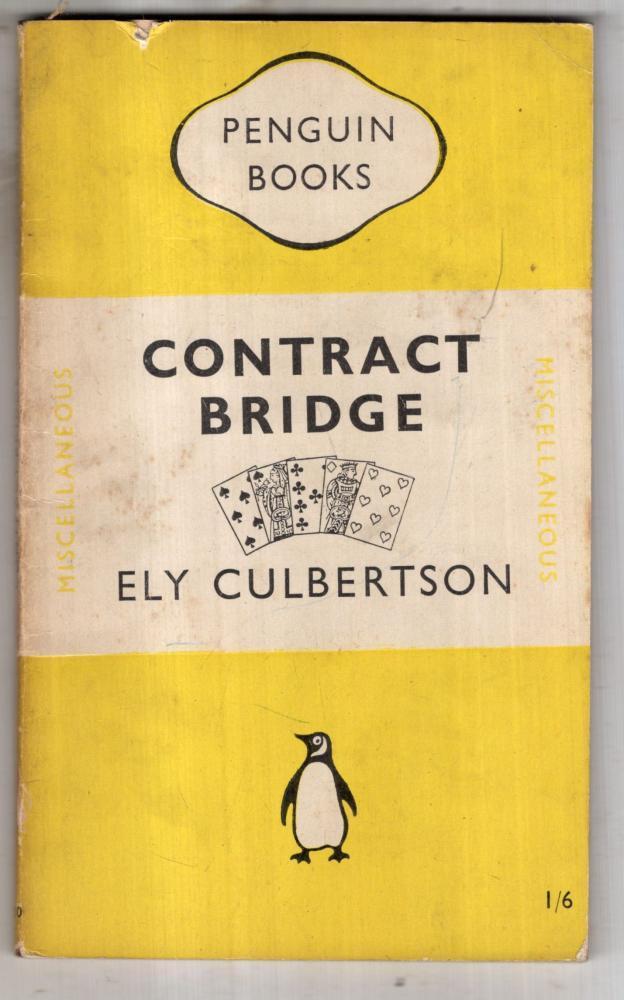 PENGUIN
BOOKS
CONTRACT
BRIDGE
MISCELLANEOUS
MISCELLANEOUS
ELY CULBERTSON
1/6